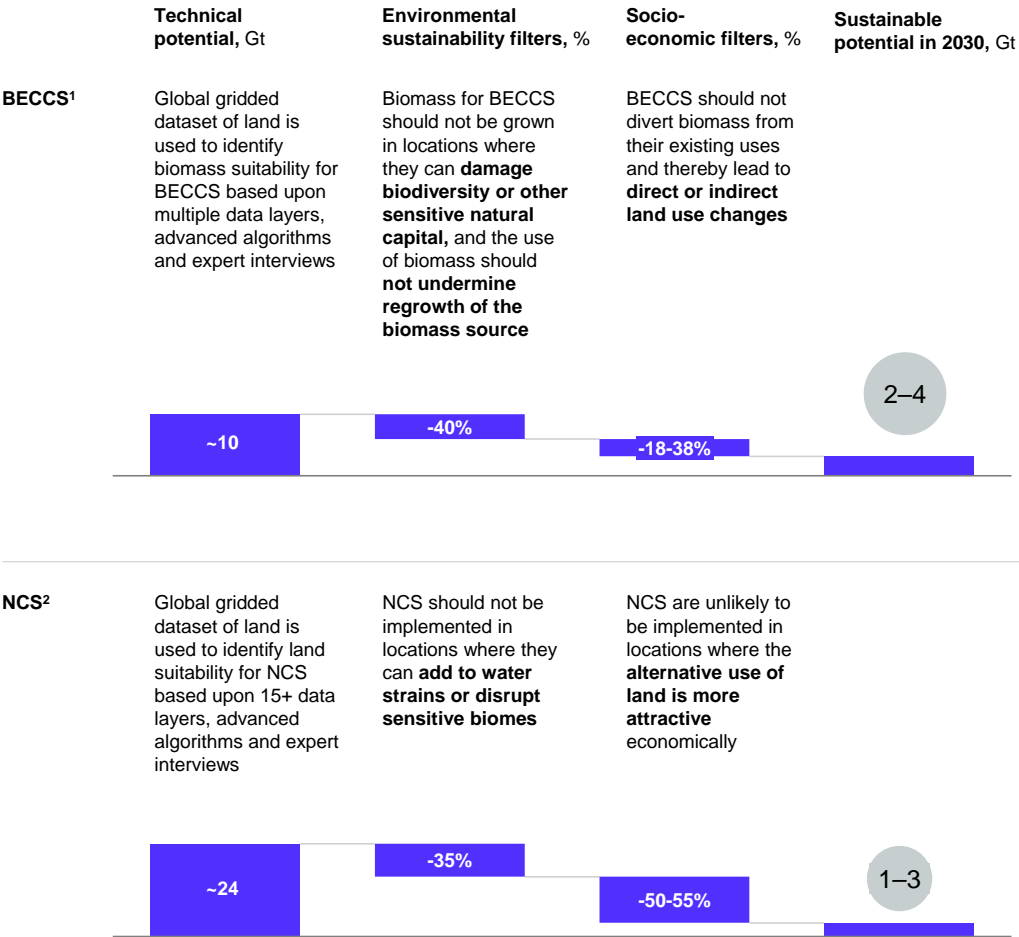 Technical
potential, Gt
Environmental
sustainability filters, %
Socio-
economic filters, %
Sustainable
potential in 2030, Gt
BECCS¹
Global gridded
dataset of land is
used to identify
biomass suitability for
BECCS based upon
multiple data layers,
advanced algorithms
and expert interviews
Biomass for BECCS
should not be grown
in locations where
they can damage
biodiversity or other
sensitive natural
capital, and the use
of biomass should
not undermine
regrowth of the
biomass source
BECCS should not
divert biomass from
their existing uses
and thereby lead to
direct or indirect
land use changes
~10
-40%
-18-38%
2–4
NCS²
Global gridded
dataset of land is
used to identify land
suitability for NCS
based upon 15+ data
layers, advanced
algorithms and expert
interviews
NCS should not be
implemented in
locations where they
can add to water
strains or disrupt
sensitive biomes
NCS are unlikely to
be implemented in
locations where the
alternative use of
land is more
attractive
economically
~24
-35%
-50-55%
1–3